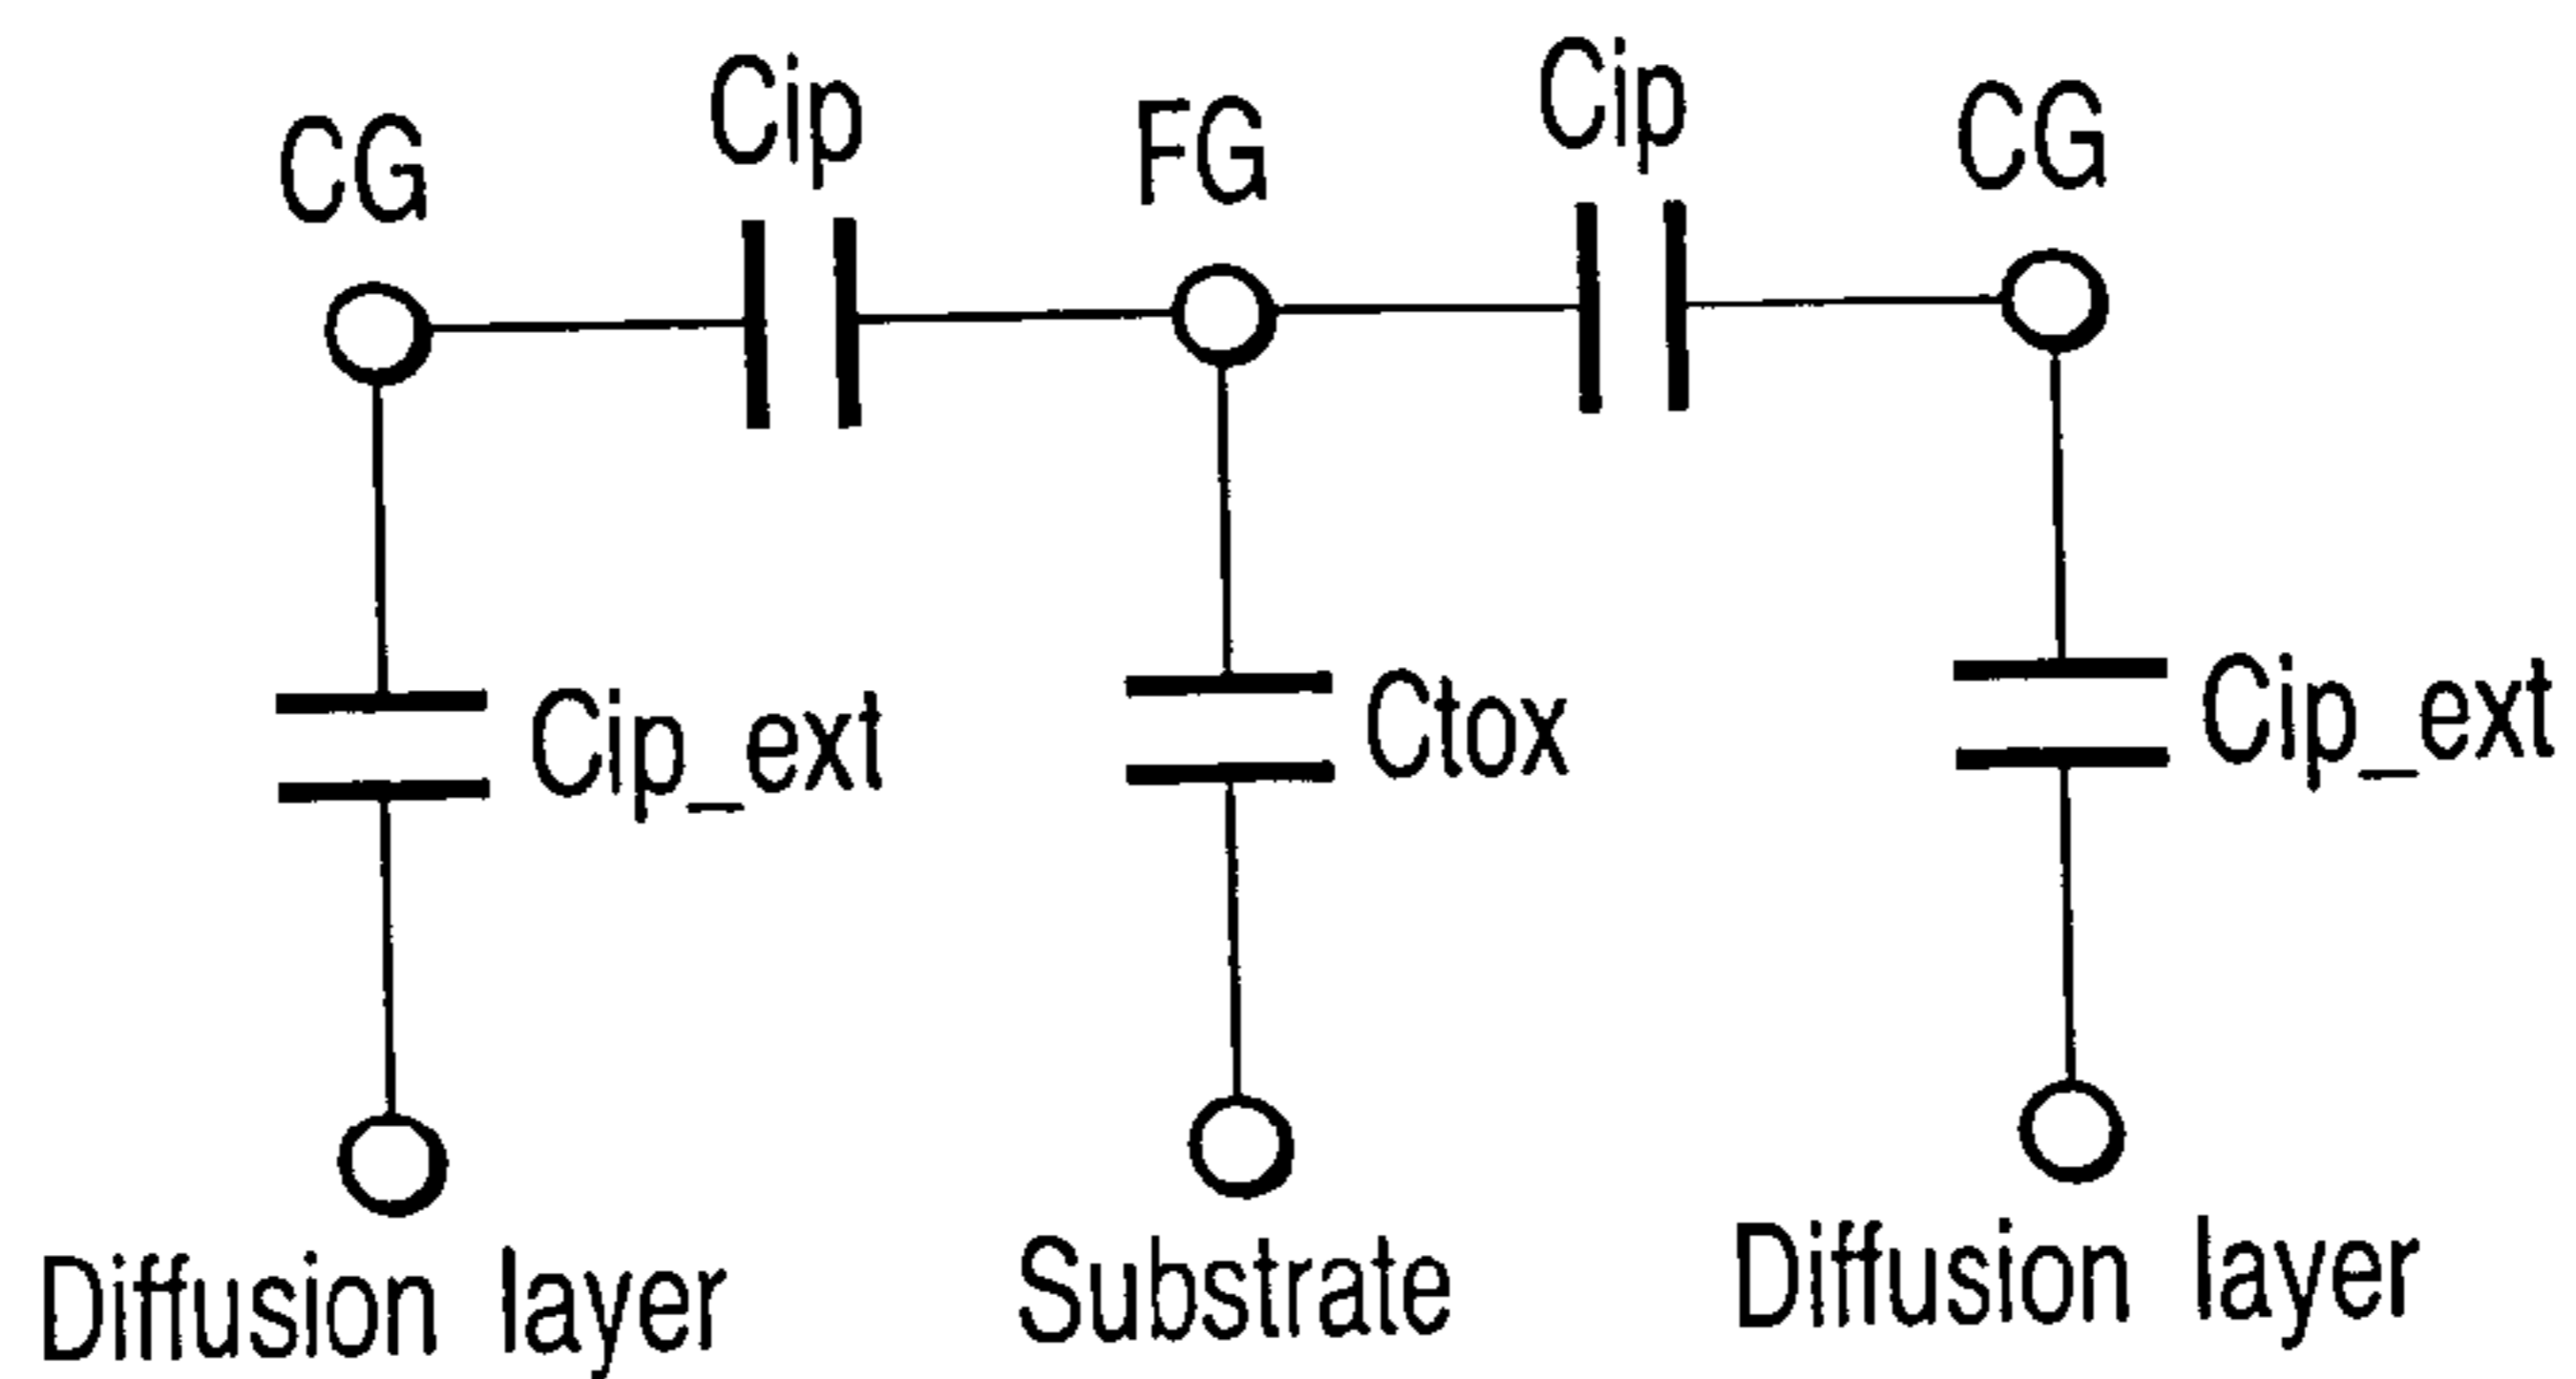 CG Cip FG Cip CG
Cip_ext Ctox Cip_ext
Diffusion layer Substrate Diffusion layer